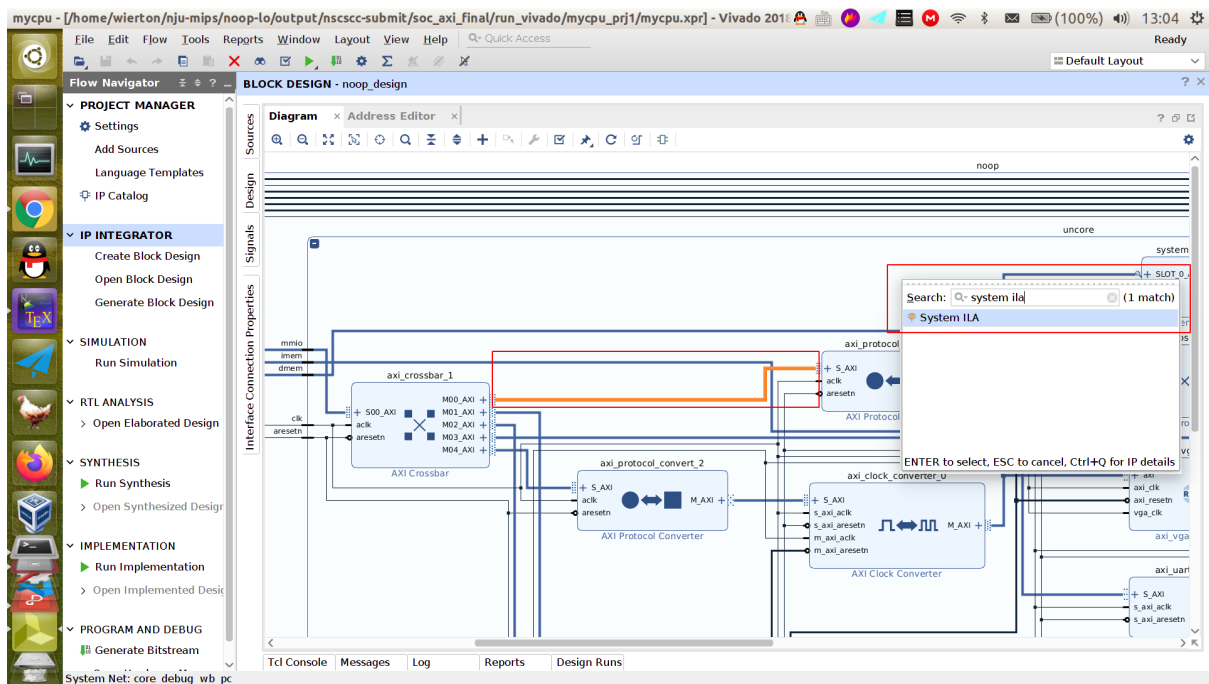 mycpu - [/home/wierton/nju-mips/noop-lo/output/nscscc-submit/soc_axi_final/run_vivado/mycpu_prj1/mycpu.xpr] - Vivado 201
(100%) 13:04
File Edit Flow Tools Reports Window Layout View Help Quick Access
Ready
Default Layout
Flow Navigator
PROJECT MANAGER
Settings
Add Sources
Language Templates
IP Catalog
IP INTEGRATOR
Create Block Design
Open Block Design
Generate Block Design
SIMULATION
Run Simulation
RTL ANALYSIS
Open Elaborated Design
SYNTHESIS
Run Synthesis
Open Synthesized Design
IMPLEMENTATION
Run Implementation
Open Implemented Desig
PROGRAM AND DEBUG
Generate Bitstream
BLOCK DESIGN - noop_design
Sources
Design
Signals
Interface Connection Properties
Diagram Address Editor
noop
uncore
system
SLOT_0_
Search: system ila (1 match)
System ILA
ENTER to select, ESC to cancel, Ctrl+Q for IP details
mmio
imem
dmem
clk
aresetn
axi_crossbar_1
S00_AXI
aclk
aresetn
M00_AXI
M01_AXI
M02_AXI
M03_AXI
M04_AXI
AXI Crossbar
axi_protocol
S_AXI
aclk
aresetn
AXI Protocol
axi_protocol_convert_2
S_AXI
aclk
aresetn
M_AXI
AXI Protocol Converter
axi_clock_converter_0
S_AXI
s_axi_aclk
s_axi_aresetn
m_axi_aclk
m_axi_aresetn
M_AXI
AXI Clock Converter
axi
axi_clk
axi_resetn
vga_clk
axi_vga
axi_uart
S_AXI
s_axi_aclk
s_axi_aresetn
Tcl Console Messages Log Reports Design Runs
System Net: core_debug_wb_pc
TEX